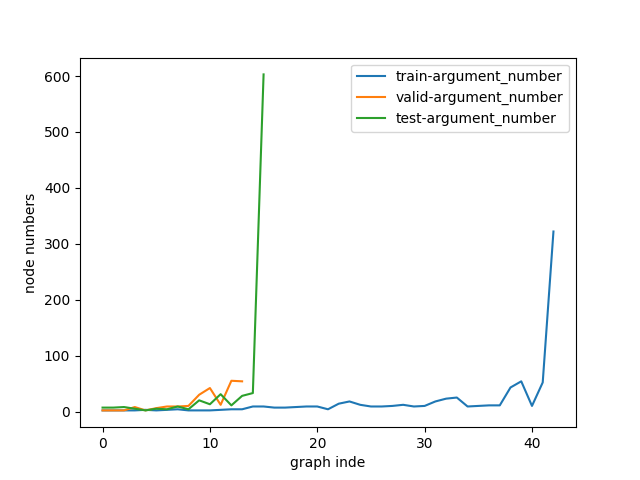 train-argument_number
valid-argument_number
test-argument_number
600
500
400
300
200
100
0
node numbers
0 10 20 30 40
graph inde